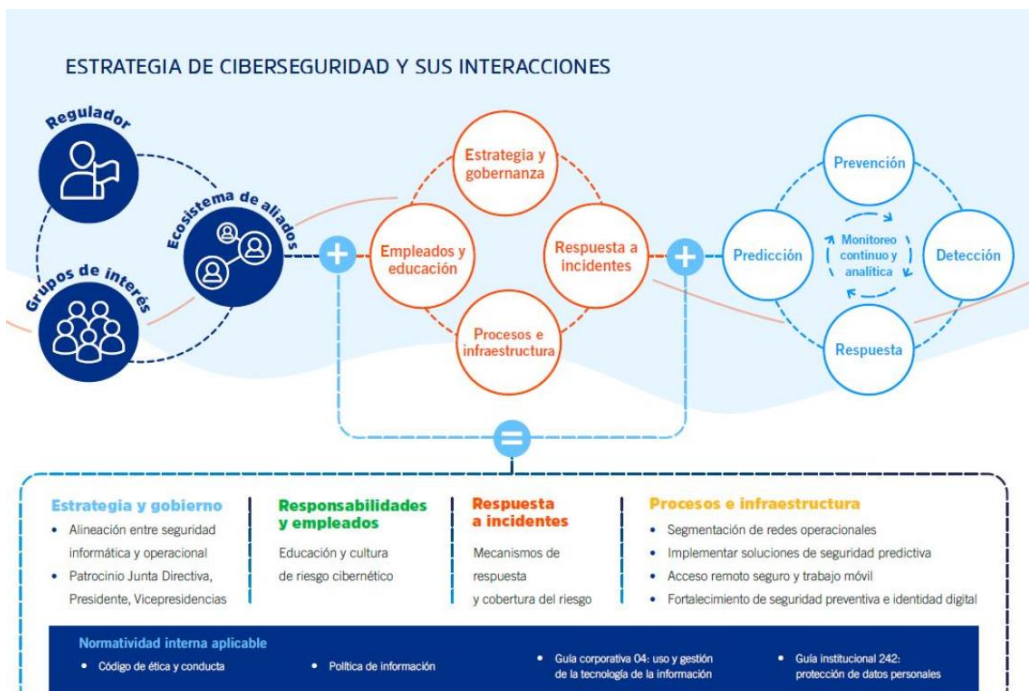 ESTRATEGIA DE CIBERSEGURIDAD Y SUS INTERACCIONES
Regulador
Ecosistema de aliados
Grupos de interés
Estrategia y
gobernanza
Empleados y
educación
Respuesta a
incidentes
Procesos e
infraestructura
Prevención
Predicción
Monitoreo
continuo y
analítica
Detección
Respuesta
+
+
=
Estrategia y gobierno
• Alineación entre seguridad
informática y operacional
• Patrocinio Junta Directiva,
Presidente, Vicepresidencias
Responsabilidades
y empleados
Educación y cultura
de riesgo cibernético
Respuesta
a incidentes
Mecanismos de
respuesta
y cobertura del riesgo
Procesos e infraestructura
• Segmentación de redes operacionales
• Implementar soluciones de seguridad predictiva
• Acceso remoto seguro y trabajo móvil
• Fortalecimiento de seguridad preventiva e identidad digital
Normatividad interna aplicable
• Código de ética y conducta
• Política de información
• Guía corporativa 04: uso y gestión
de la tecnología de la información
• Guía institucional 242:
protección de datos personales